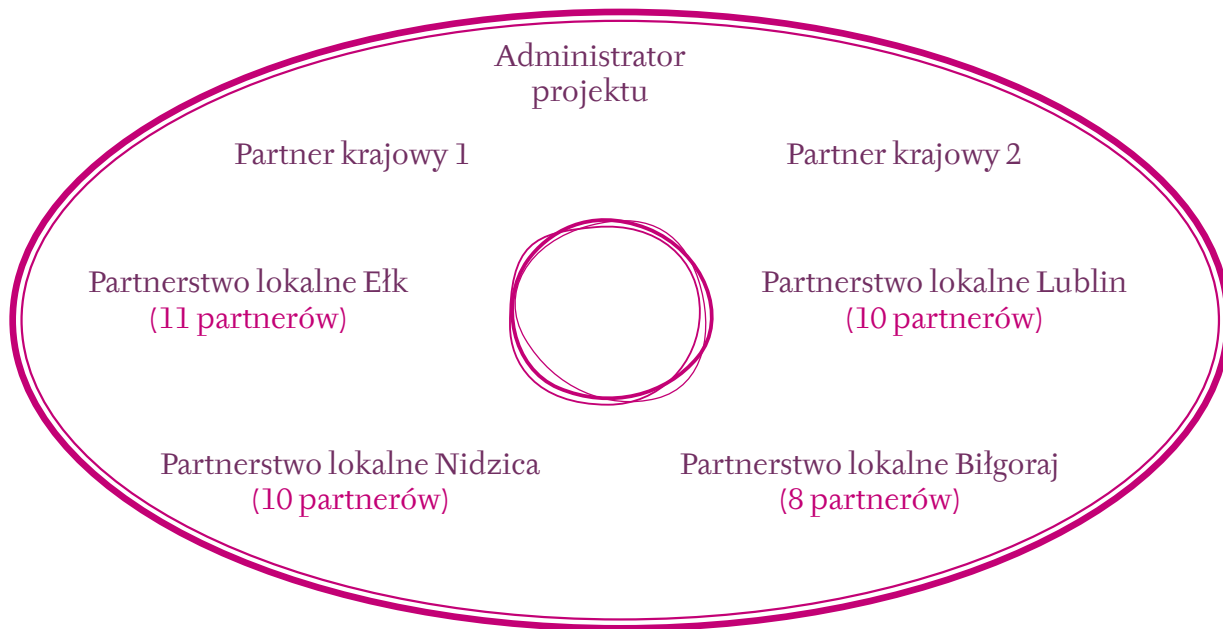 Administrator
projektu
Partner krajowy 1
Partner krajowy 2
Partnerstwo lokalne Ełk
(11 partnerów)
Partnerstwo lokalne Lublin
(10 partnerów)
Partnerstwo lokalne Nidzica
(10 partnerów)
Partnerstwo lokalne Biłgoraj
(8 partnerów)